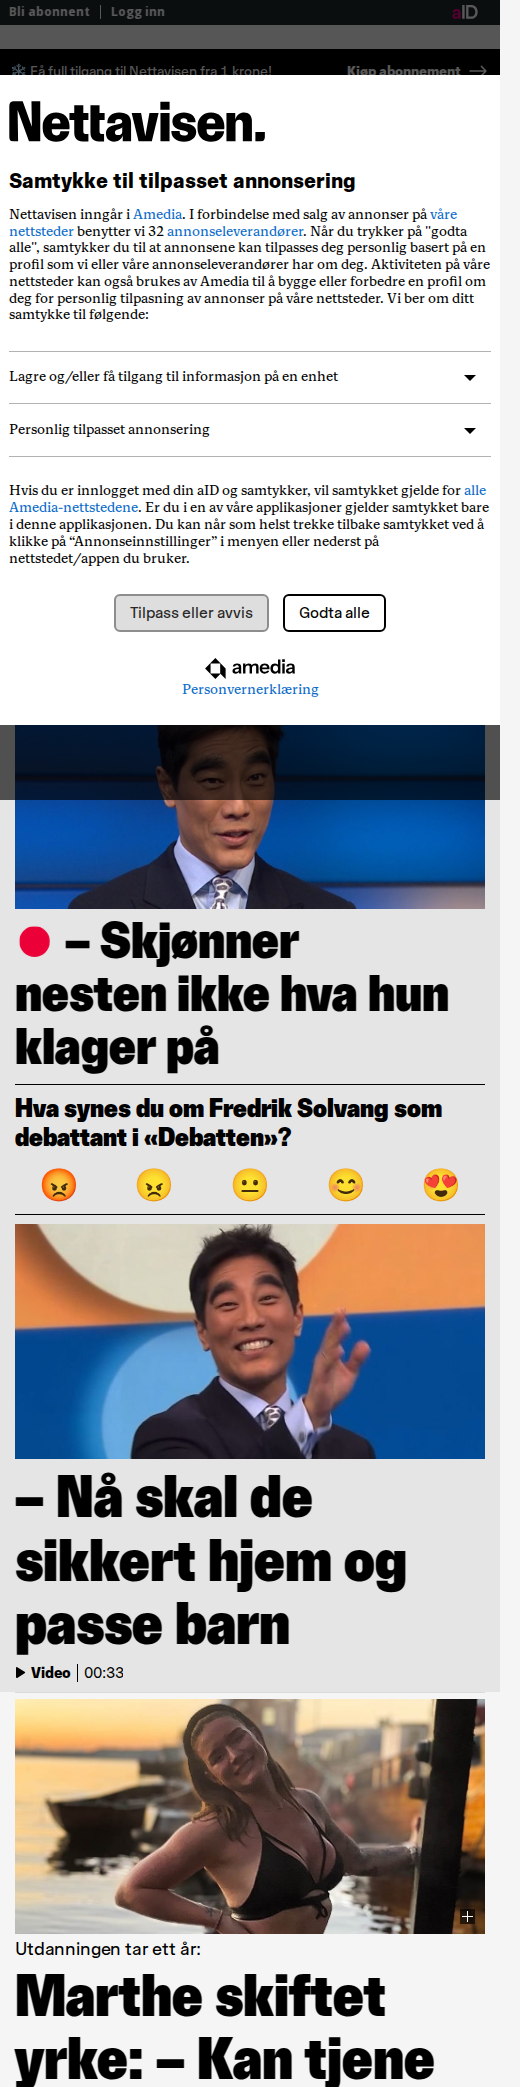 Bli abonnent | Logg inn
aID
❄ Få full tilgang til Nettavisen fra 1 krone!
Kjøp abonnement →
Nettavisen.
Samtykke til tilpasset annonsering
Nettavisen inngår i Amedia. I forbindelse med salg av annonser på våre
nettsteder benytter vi 32 annonseleverandører. Når du trykker på "godta
alle", samtykker du til at annonsene kan tilpasses deg personlig basert på en
profil som vi eller våre annonseleverandører har om deg. Aktiviteten på våre
nettsteder kan også brukes av Amedia til å bygge eller forbedre en profil om
deg for personlig tilpasning av annonser på våre nettsteder. Vi ber om ditt
samtykke til følgende:
Lagre og/eller få tilgang til informasjon på en enhet
Personlig tilpasset annonsering
Hvis du er innlogget med din aID og samtykker, vil samtykket gjelde for alle
Amedia-nettstedene. Er du i en av våre applikasjoner gjelder samtykket bare
i denne applikasjonen. Du kan når som helst trekke tilbake samtykket ved å
klikke på “Annonseinnstillinger” i menyen eller nederst på
nettstedet/appen du bruker.
Tilpass eller avvis
Godta alle
amedia
Personvernerklæring
– Skjønner
nesten ikke hva hun
klager på
Hva synes du om Fredrik Solvang som
debattant i «Debatten»?
– Nå skal de
sikkert hjem og
passe barn
Video | 00:33
Utdanningen tar ett år:
Marthe skiftet
yrke: – Kan tjene